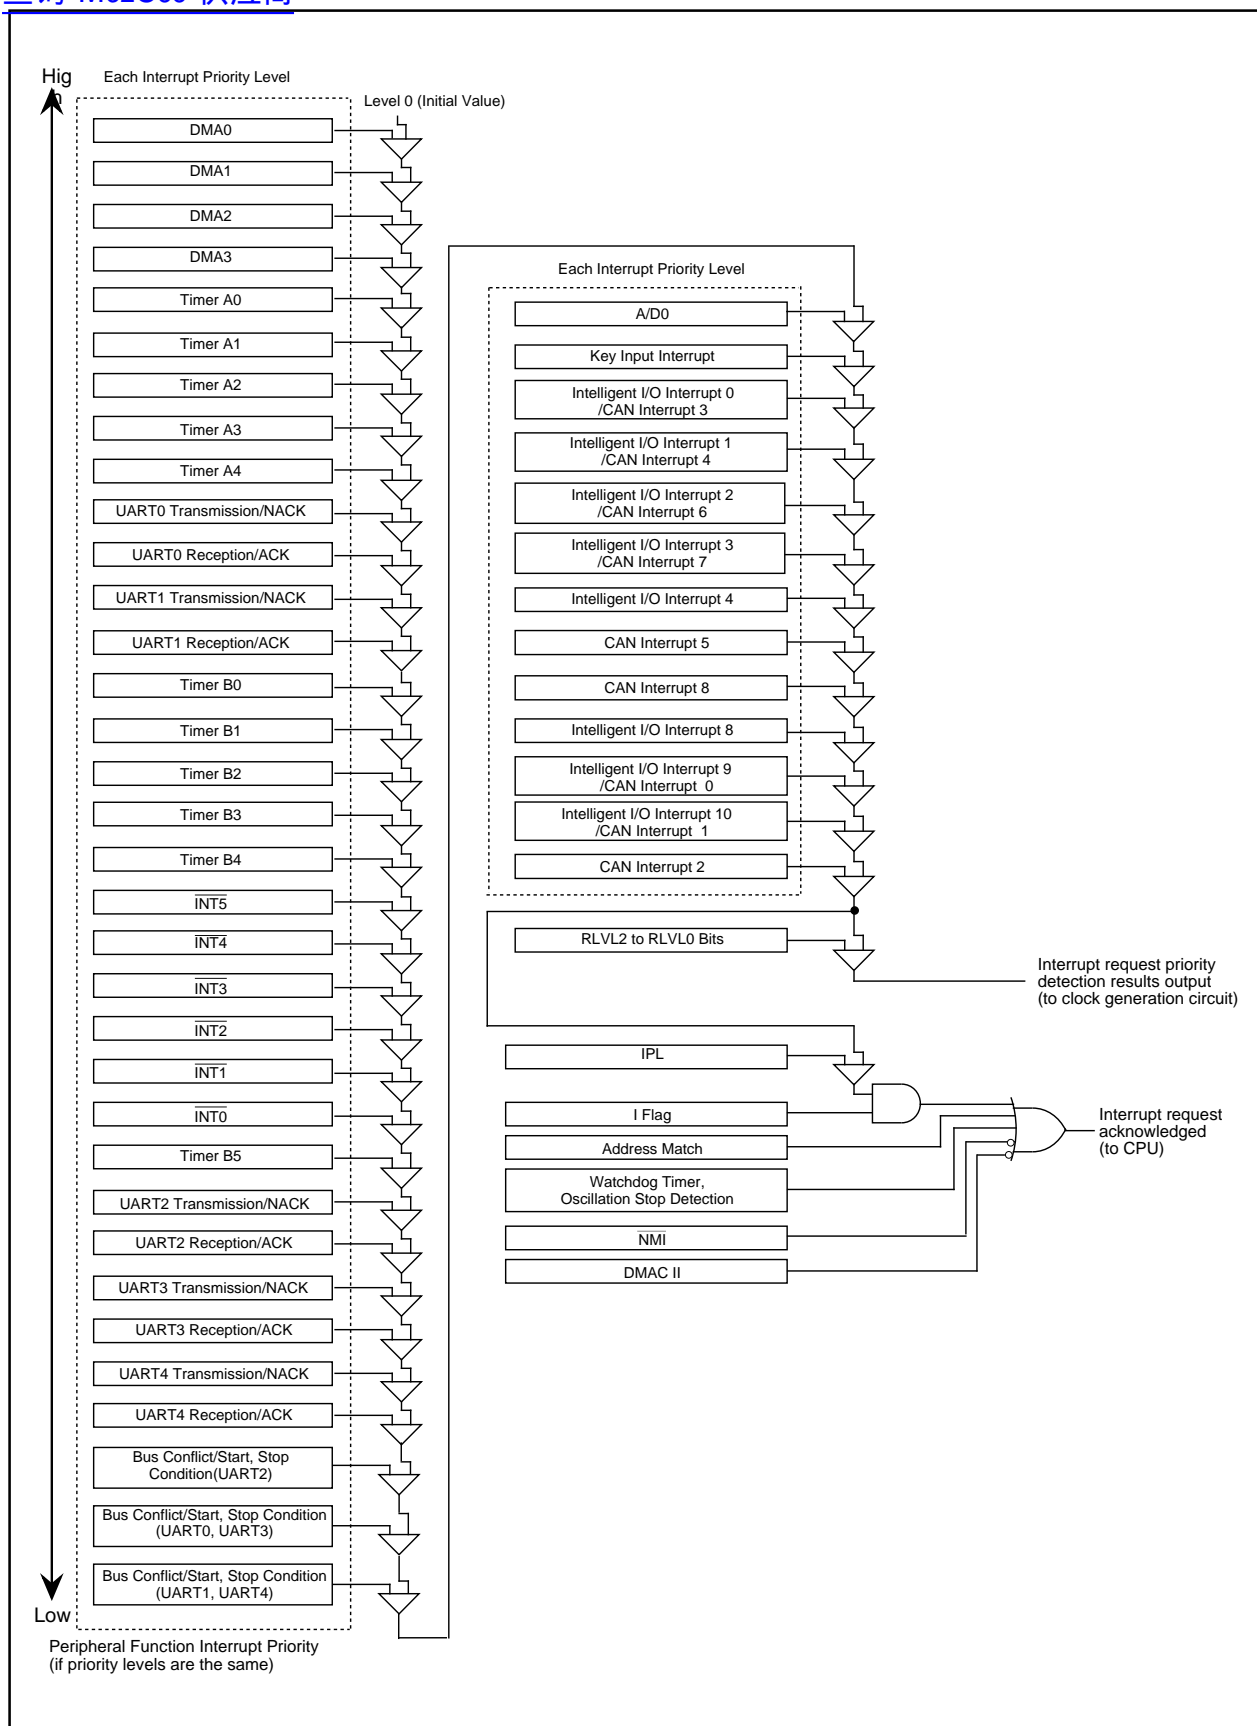 Hig
h
Each Interrupt Priority Level
Level 0 (Initial Value)
DMA0
DMA1
DMA2
DMA3
Timer A0
Timer A1
Timer A2
Timer A3
Timer A4
UART0 Transmission/NACK
UART0 Reception/ACK
UART1 Transmission/NACK
UART1 Reception/ACK
Timer B0
Timer B1
Timer B2
Timer B3
Timer B4
INT5
INT4
INT3
INT2
INT1
INT0
Timer B5
UART2 Transmission/NACK
UART2 Reception/ACK
UART3 Transmission/NACK
UART3 Reception/ACK
UART4 Transmission/NACK
UART4 Reception/ACK
Bus Conflict/Start, Stop
Condition(UART2)
Bus Conflict/Start, Stop Condition
(UART0, UART3)
Bus Conflict/Start, Stop Condition
(UART1, UART4)
Low
Peripheral Function Interrupt Priority
(if priority levels are the same)
Each Interrupt Priority Level
A/D0
Key Input Interrupt
Intelligent I/O Interrupt 0
/CAN Interrupt 3
Intelligent I/O Interrupt 1
/CAN Interrupt 4
Intelligent I/O Interrupt 2
/CAN Interrupt 6
Intelligent I/O Interrupt 3
/CAN Interrupt 7
Intelligent I/O Interrupt 4
CAN Interrupt 5
CAN Interrupt 8
Intelligent I/O Interrupt 8
Intelligent I/O Interrupt 9
/CAN Interrupt 0
Intelligent I/O Interrupt 10
/CAN Interrupt 1
CAN Interrupt 2
RLVL2 to RLVL0 Bits
Interrupt request priority
detection results output
(to clock generation circuit)
IPL
I Flag
Address Match
Watchdog Timer,
Oscillation Stop Detection
NMI
DMAC II
Interrupt request
acknowledged
(to CPU)